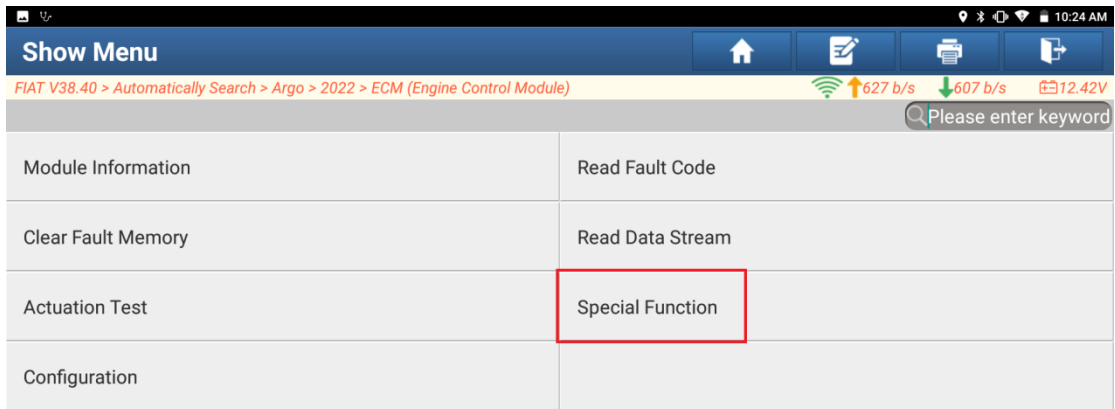 10:24 AM
Show Menu
FIAT V38.40 > Automatically Search > Argo > 2022 > ECM (Engine Control Module) 627 b/s 607 b/s 12.42V
Please enter keyword
Module Information Read Fault Code
Clear Fault Memory Read Data Stream
Actuation Test Special Function
Configuration